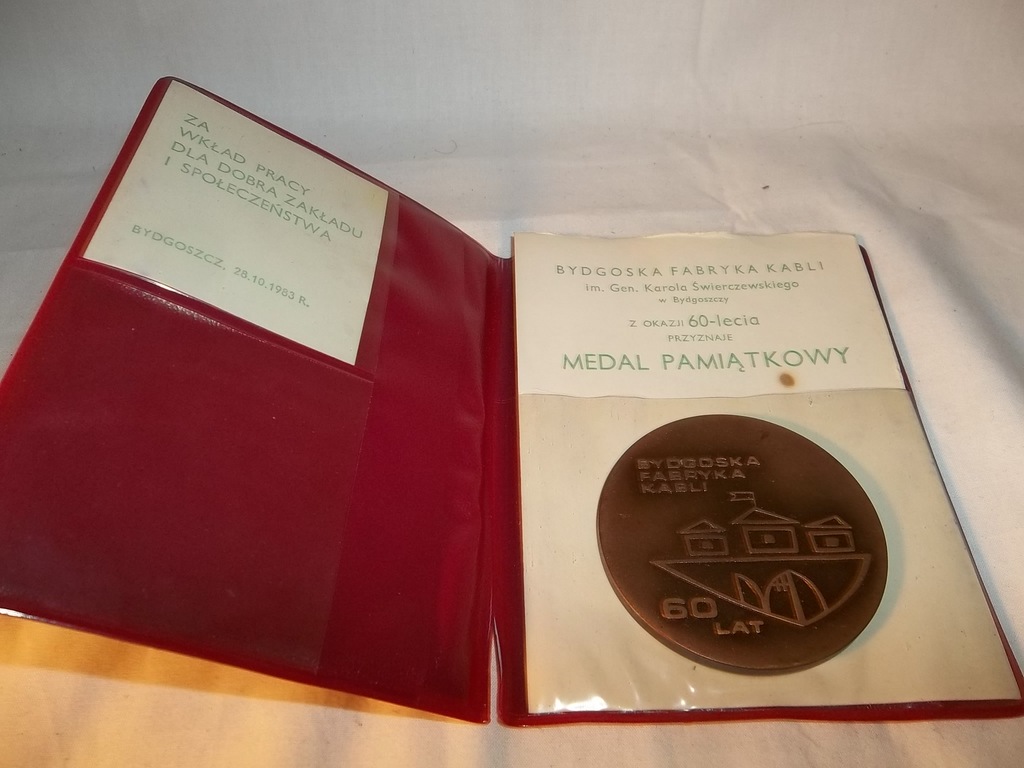 ZA
WKŁAD PRACY
DLA DOBRA ZAKŁADU
I SPOŁECZEŃSTWA
BYDGOSZCZ, 28.10.1983 R.
BYDGOSKA FABRYKA KABLI
im. Gen. Karola Świerczewskiego
w Bydgoszczy
Z OKAZJI 60-lecia
PRZYZNAJE
MEDAL PAMIĄTKOWY
BYDGOSKA
FABRYKA
KABLI
60
LAT